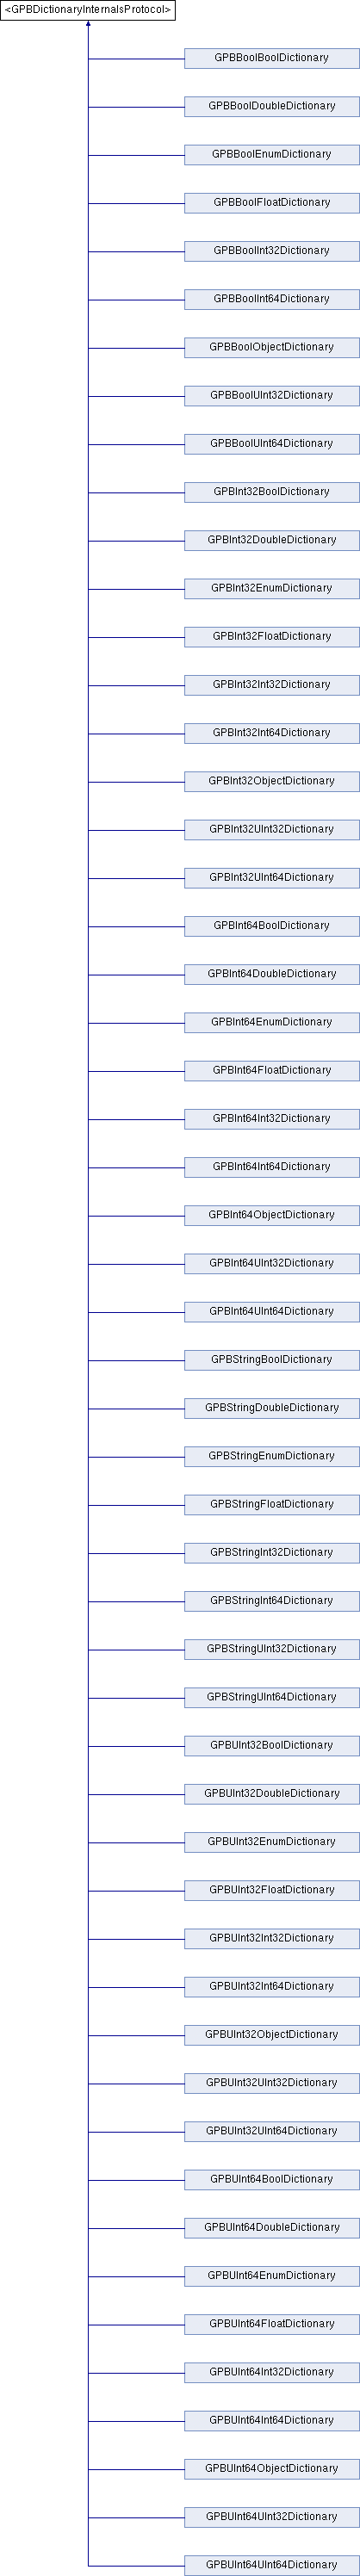 <GPBDictionaryInternalsProtocol>
GPBBoolBoolDictionary
GPBBoolDoubleDictionary
GPBBoolEnumDictionary
GPBBoolFloatDictionary
GPBBoolInt32Dictionary
GPBBoolInt64Dictionary
GPBBoolObjectDictionary
GPBBoolUInt32Dictionary
GPBBoolUInt64Dictionary
GPBInt32BoolDictionary
GPBInt32DoubleDictionary
GPBInt32EnumDictionary
GPBInt32FloatDictionary
GPBInt32Int32Dictionary
GPBInt32Int64Dictionary
GPBInt32ObjectDictionary
GPBInt32UInt32Dictionary
GPBInt32UInt64Dictionary
GPBInt64BoolDictionary
GPBInt64DoubleDictionary
GPBInt64EnumDictionary
GPBInt64FloatDictionary
GPBInt64Int32Dictionary
GPBInt64Int64Dictionary
GPBInt64ObjectDictionary
GPBInt64UInt32Dictionary
GPBInt64UInt64Dictionary
GPBStringBoolDictionary
GPBStringDoubleDictionary
GPBStringEnumDictionary
GPBStringFloatDictionary
GPBStringInt32Dictionary
GPBStringInt64Dictionary
GPBStringUInt32Dictionary
GPBStringUInt64Dictionary
GPBUInt32BoolDictionary
GPBUInt32DoubleDictionary
GPBUInt32EnumDictionary
GPBUInt32FloatDictionary
GPBUInt32Int32Dictionary
GPBUInt32Int64Dictionary
GPBUInt32ObjectDictionary
GPBUInt32UInt32Dictionary
GPBUInt32UInt64Dictionary
GPBUInt64BoolDictionary
GPBUInt64DoubleDictionary
GPBUInt64EnumDictionary
GPBUInt64FloatDictionary
GPBUInt64Int32Dictionary
GPBUInt64Int64Dictionary
GPBUInt64ObjectDictionary
GPBUInt64UInt32Dictionary
GPBUInt64UInt64Dictionary